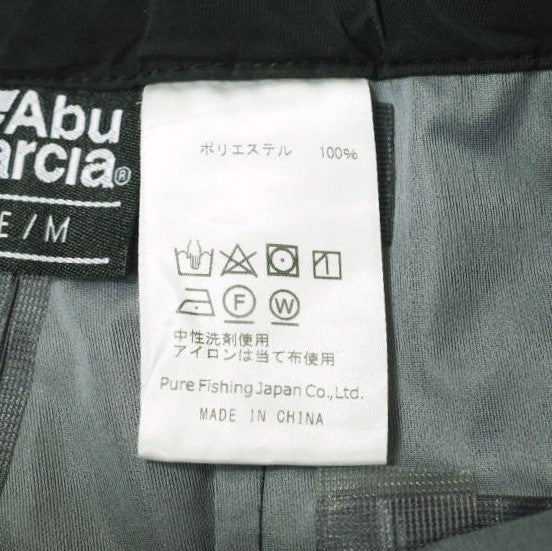 Abu
arcia®
E / M
ポリエステル 100%
F W
中性洗剤使用
アイロンは当て布使用
Pure Fishing Japan Co.,Ltd.
MADE IN CHINA